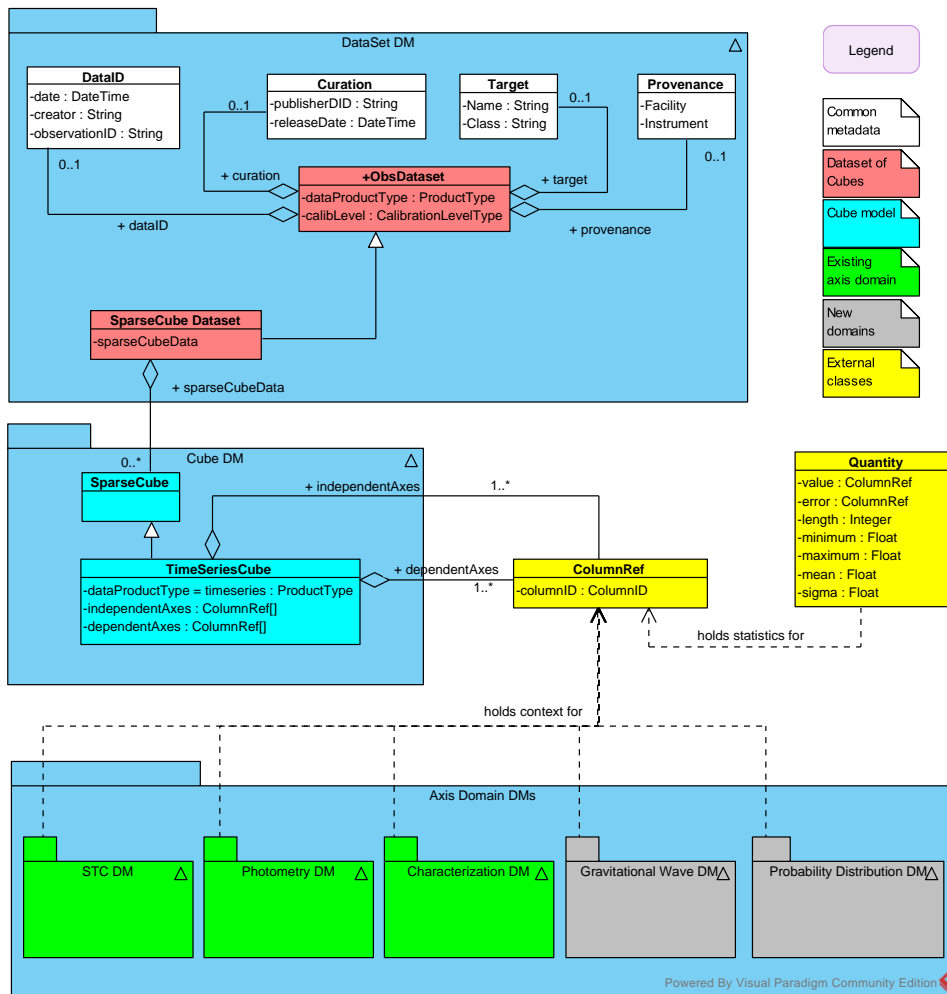 DataSet DM
Legend
DataID
-date : DateTime
-creator : String
-observationID : String
0..1
Curation
-publisherDID : String
-releaseDate : DateTime
0..1
Target
-Name : String
-Class : String
0..1
Provenance
-Facility
-Instrument
0..1
+ curation
+ target
+ dataID
+ provenance
+ObsDataset
-dataProductType : ProductType
-calibLevel : CalibrationLevelType
Common
metadata
Dataset of
Cubes
Cube model
Existing
axis domain
New
domains
External
classes
SparseCube Dataset
-sparseCubeData
+ sparseCubeData
Cube DM
0..*
SparseCube
+ independentAxes
1..*
TimeSeriesCube
-dataProductType = timeseries : ProductType
-independentAxes : ColumnRef[]
-dependentAxes : ColumnRef[]
+ dependentAxes
1..*
ColumnRef
-columnID : ColumnID
Quantity
-value : ColumnRef
-error : ColumnRef
-length : Integer
-minimum : Float
-maximum : Float
-mean : Float
-sigma : Float
holds statistics for
holds context for
Axis Domain DMs
STC DM
Photometry DM
Characterization DM
Gravitational Wave DM
Probability Distribution DM
Powered By Visual Paradigm Community Edition